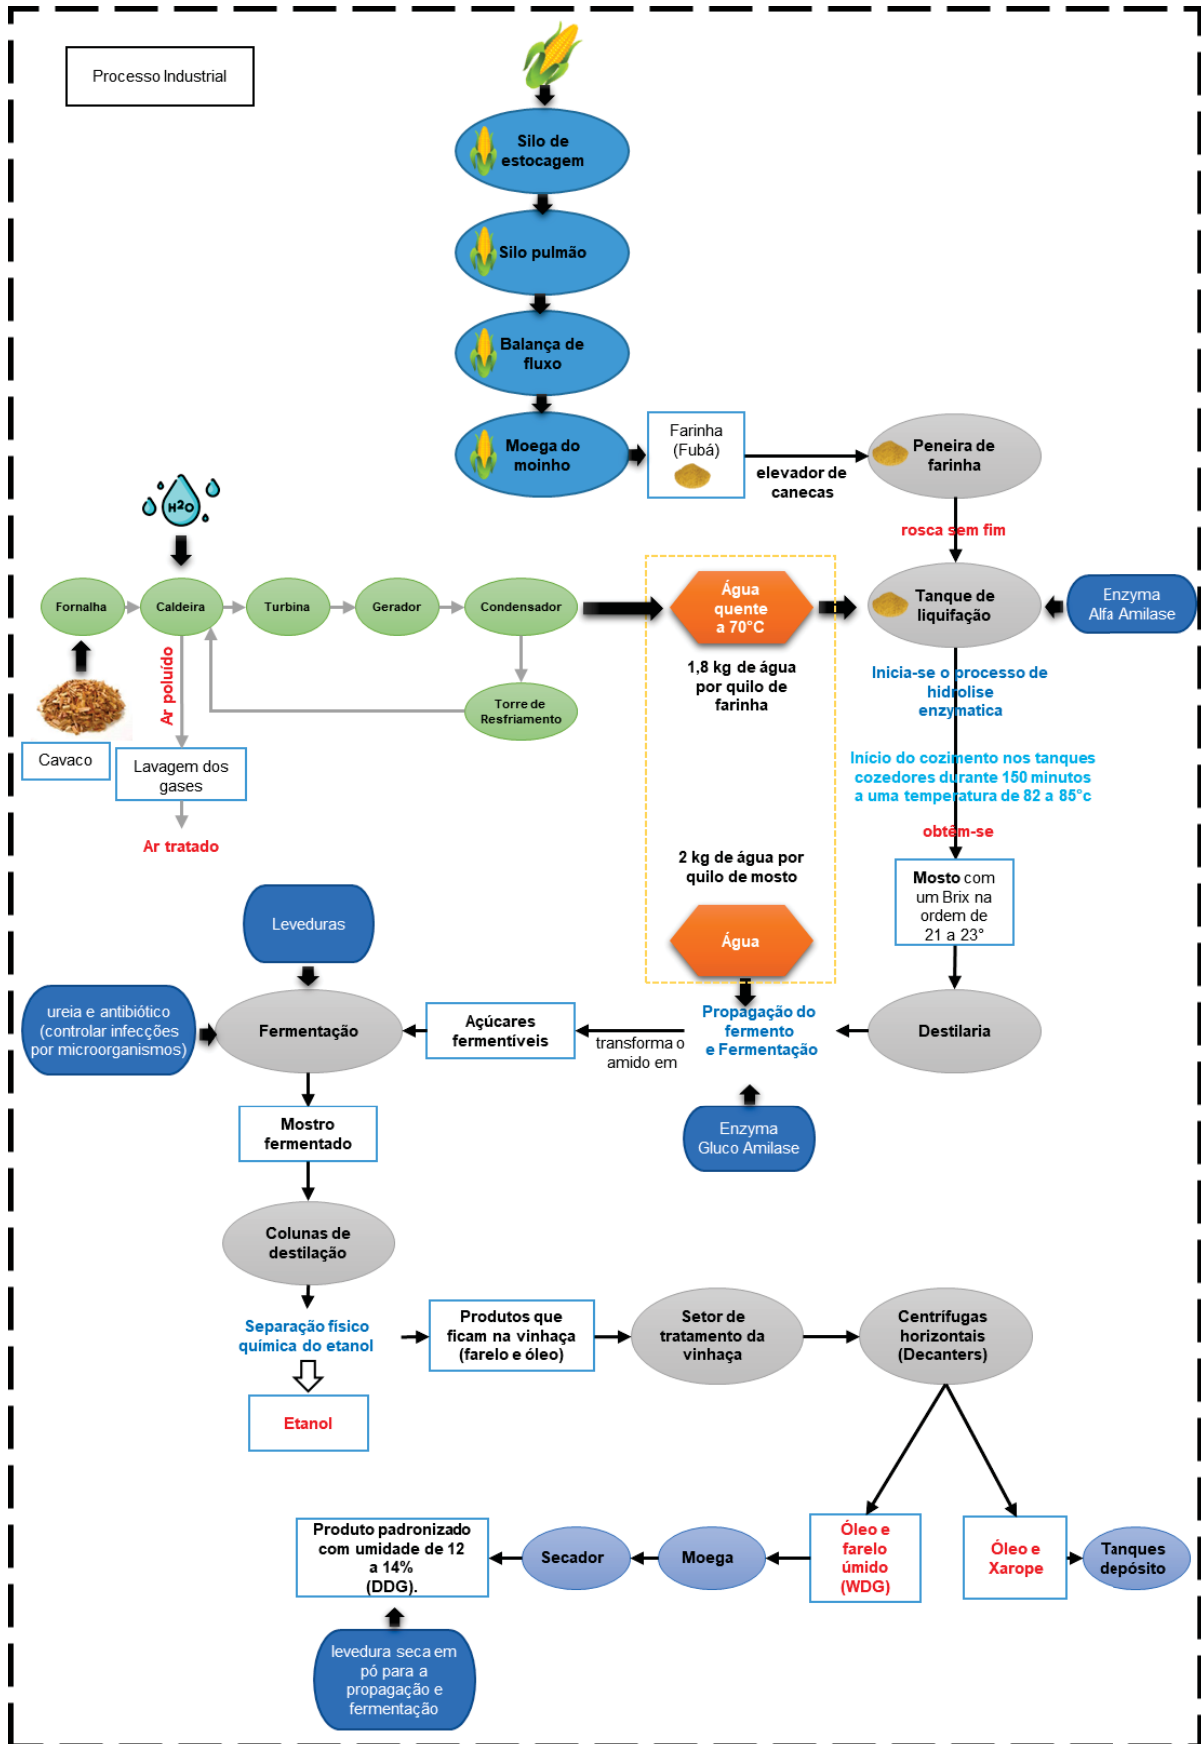 Processo Industrial
Silo de
estocagem
Silo pulmão
Balança de
fluxo
Moega do
moinho
Farinha
(Fubá)
elevador de
canecas
Peneira de
farinha
rosca sem fim
H2O
Fornalha
Caldeira
Turbina
Gerador
Condensador
Água
quente
a 70°C
Tanque de
liquifação
Enzyma
Alfa Amilase
Ar poluído
Torre de
Resfriamento
1,8 kg de água
por quilo de
farinha
Inicia-se o processo de
hidrolise
enzymatica
Cavaco
Lavagem dos
gases
Ar tratado
Início do cozimento nos tanques
cozedores durante 150 minutos
a uma temperatura de 82 a 85°c
obtêm-se
2 kg de água por
quilo de mosto
Mosto com
um Brix na
ordem de
21 a 23°
Leveduras
Água
ureia e antibiótico
(controlar infecções
por microorganismos)
Fermentação
Açúcares
fermentíveis
transforma o
amido em
Propagação do
fermento
e Fermentação
Destilaria
Mostro
fermentado
Enzyma
Gluco Amilase
Colunas de
destilação
Separação físico
química do etanol
Produtos que
ficam na vinhaça
(farelo e óleo)
Setor de
tratamento da
vinhaça
Centrífugas
horizontais
(Decanters)
Etanol
Produto padronizado
com umidade de 12
a 14%
(DDG).
Secador
Moega
Óleo e
farelo
úmido
(WDG)
Óleo e
Xarope
Tanques
depósito
levedura seca em
pó para a
propagação e
fermentação